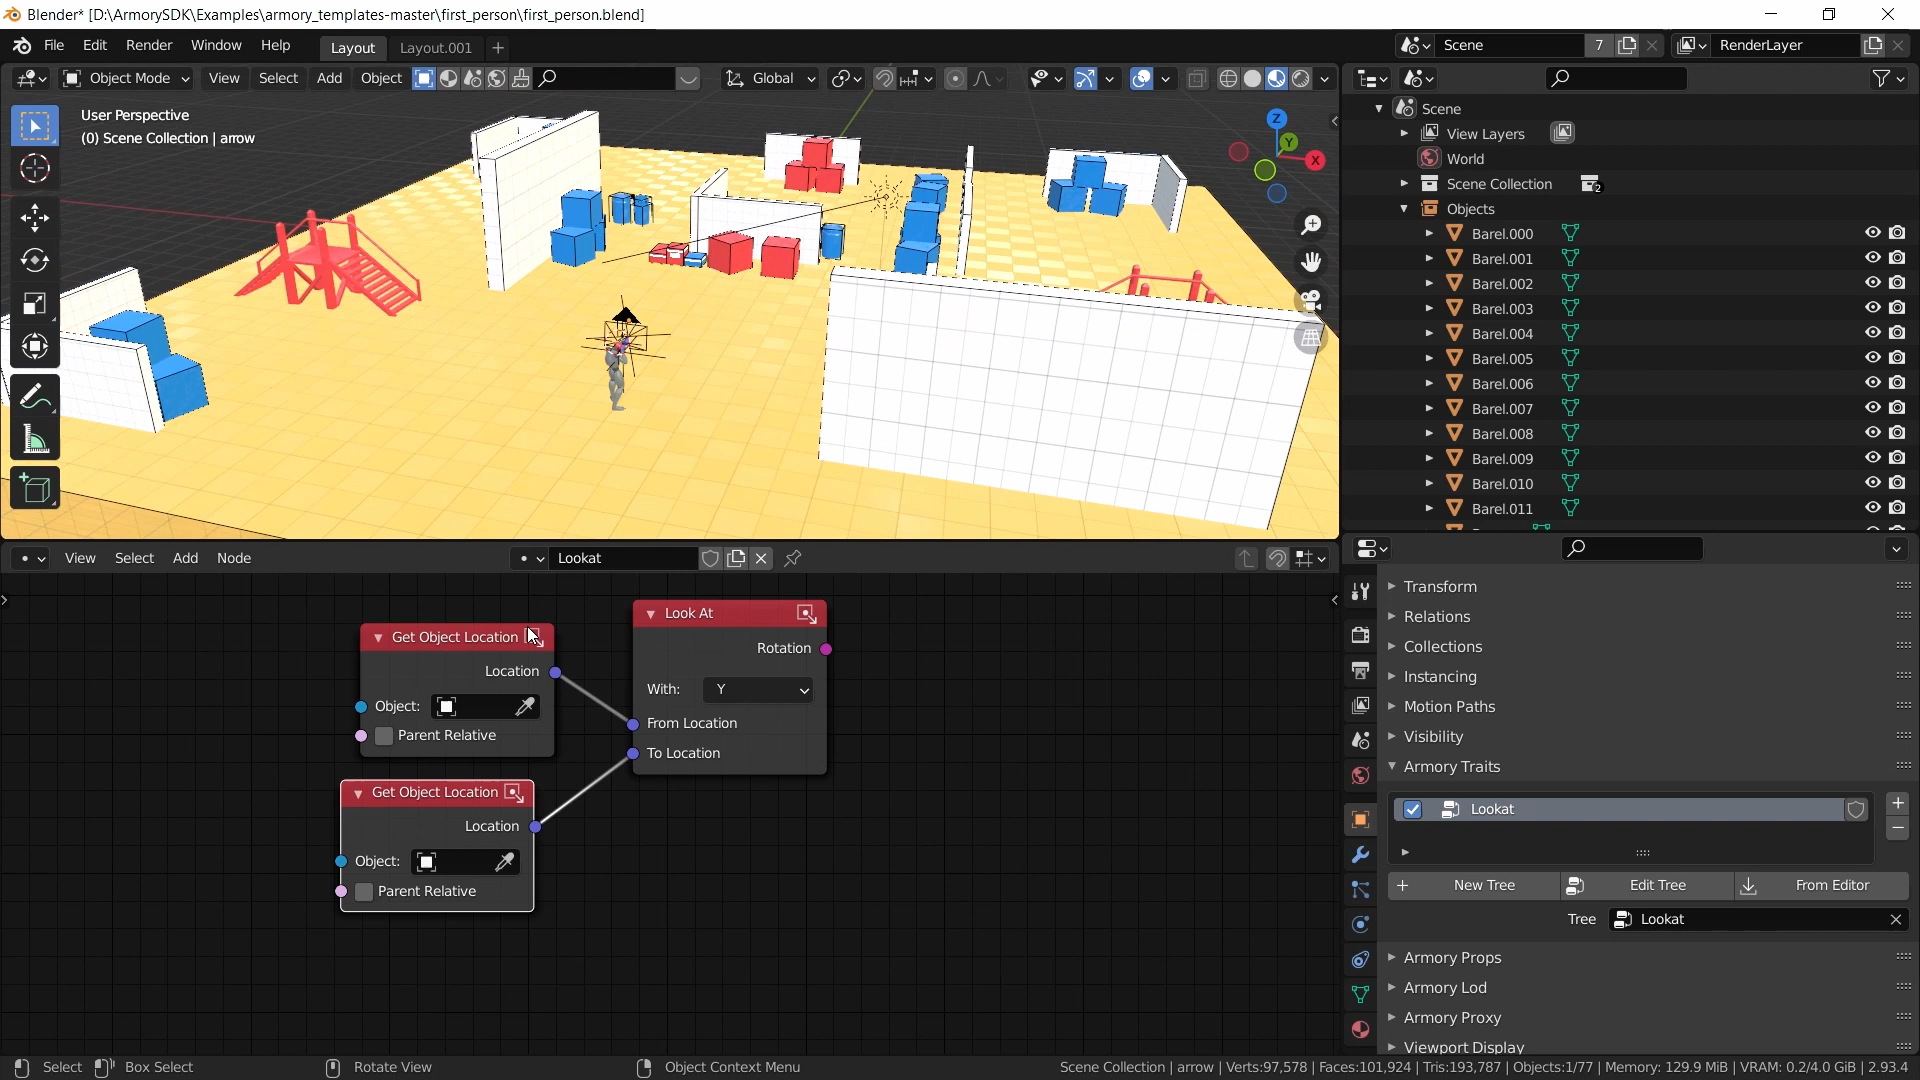 Blender* [D:\ArmorySDK\Examples\armory_templates-master\first_person\first_person.blend]
File Edit Render Window Help Layout Layout.001 + Scene 7 RenderLayer
Object Mode View Select Add Object Global
User Perspective
(0) Scene Collection | arrow
Z
Y
X
Scene
View Layers
World
Scene Collection 2
Objects
Barel.000
Barel.001
Barel.002
Barel.003
Barel.004
Barel.005
Barel.006
Barel.007
Barel.008
Barel.009
Barel.010
Barel.011
View Select Add Node Lookat
Get Object Location
Location
Object:
Parent Relative
Get Object Location
Location
Object:
Parent Relative
Look At
Rotation
With: Y
From Location
To Location
Transform
Relations
Collections
Instancing
Motion Paths
Visibility
Armory Traits
Lookat
New Tree Edit Tree From Editor
Tree Lookat
Armory Props
Armory Lod
Armory Proxy
Viewport Display
Select Box Select Rotate View Object Context Menu Scene Collection | arrow | Verts:97,578 | Faces:101,924 | Tris:193,787 | Objects:1/77 | Memory: 129.9 MiB | VRAM: 0.2/4.0 GiB | 2.93.4